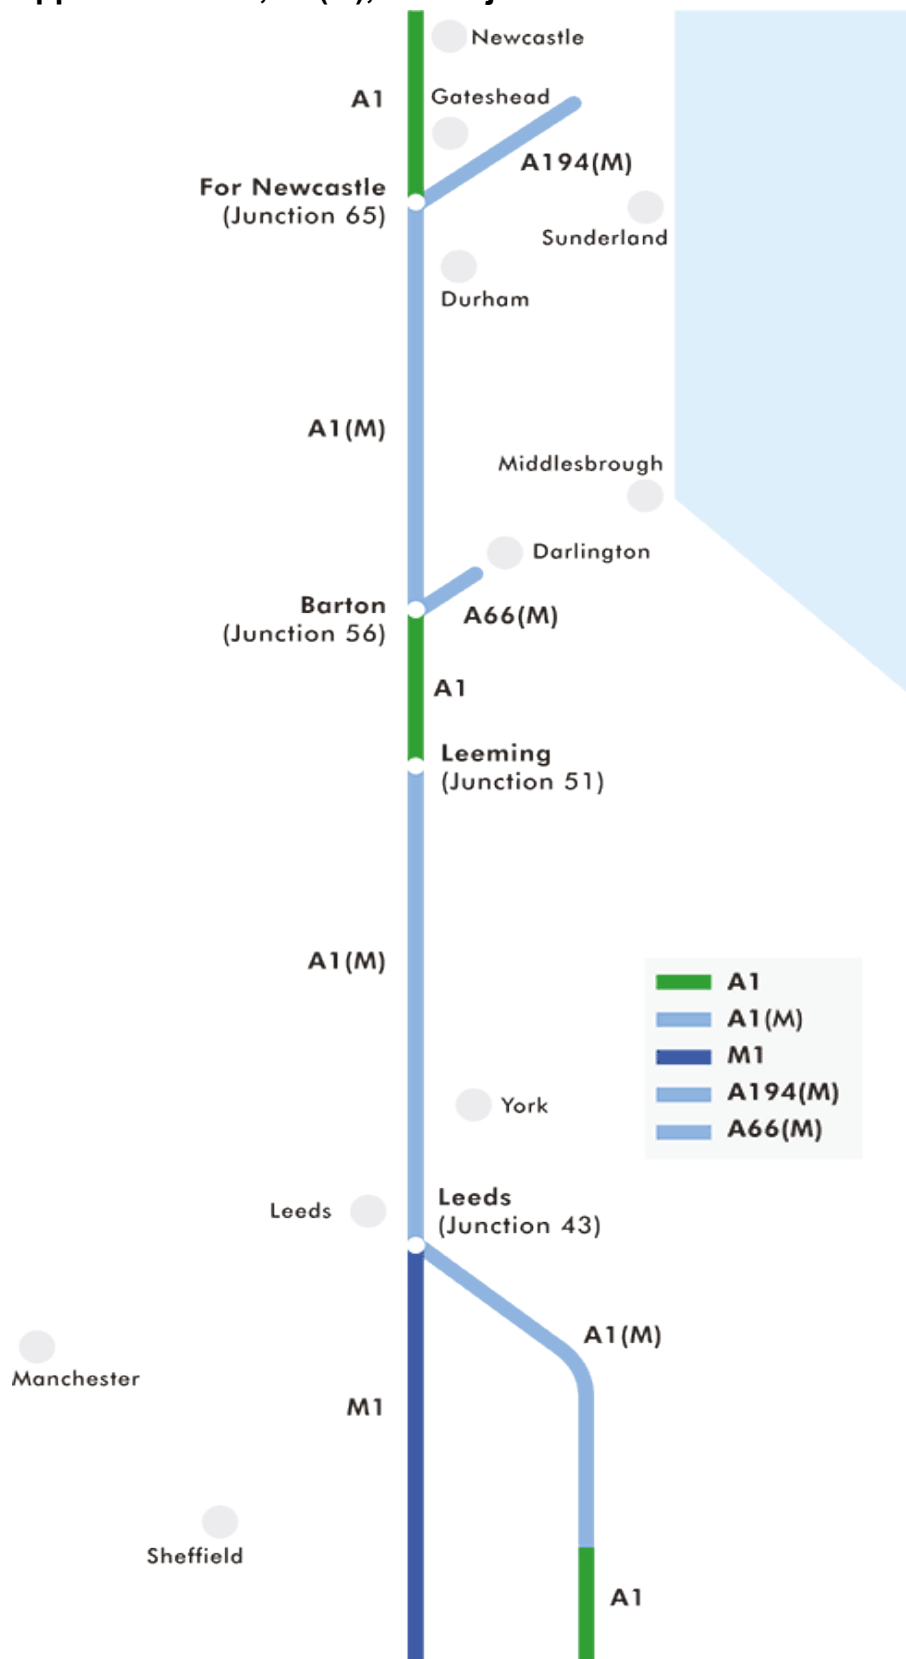 Newcastle
A1
Gateshead
A194(M)
For Newcastle
(Junction 65)
Sunderland
Durham
A1(M)
Middlesbrough
Darlington
Barton
(Junction 56)
A66(M)
A1
Leeming
(Junction 51)
A1(M)
A1
A1(M)
M1
A194(M)
A66(M)
York
Leeds
Leeds
(Junction 43)
A1(M)
Manchester
M1
Sheffield
A1